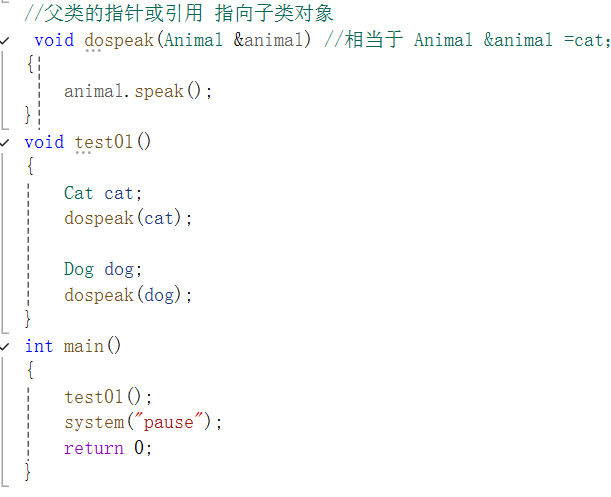 //父类的指针或引用 指向子类对象
void dospeak(Animal &animal) //相当于 Animal &animal =cat;
{
animal.speak();
}
void test01()
{
Cat cat;
dospeak(cat);
Dog dog;
dospeak(dog);
}
int main()
{
test01();
system("pause");
return 0;
}